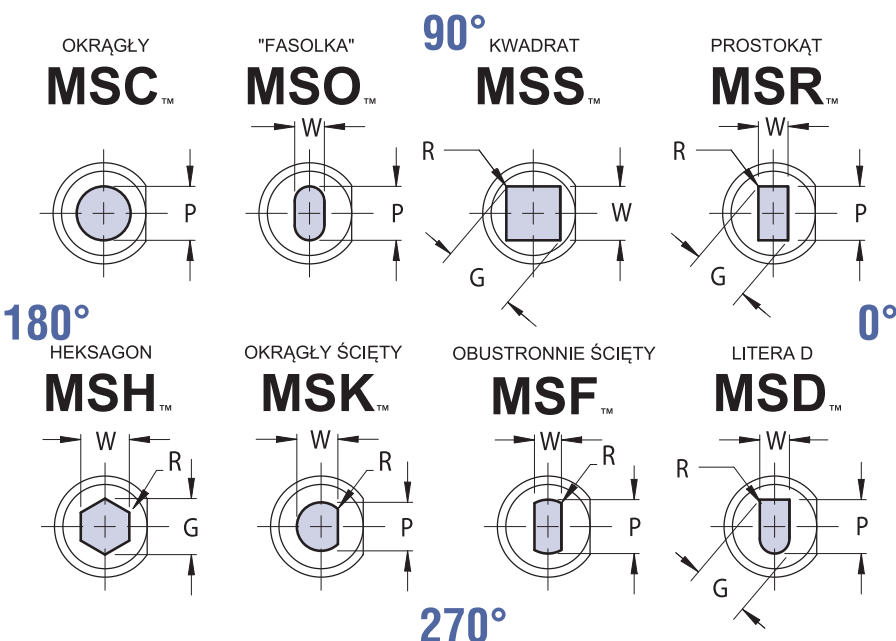 90°
OKRĄGŁY
"FASOLKA"
KWADRAT
PROSTOKĄT
MSC™
MSO™
MSS™
MSR™
W
W
R
R
P
P
W
P
G
G
180°
0°
HEKSAGON
OKRĄGŁY ŚCIĘTY
OBUSTRONNIE ŚCIĘTY
LITERA D
MSH™
MSK™
MSF™
MSD™
W
W
W
W
R
R
R
R
G
P
P
P
G
270°